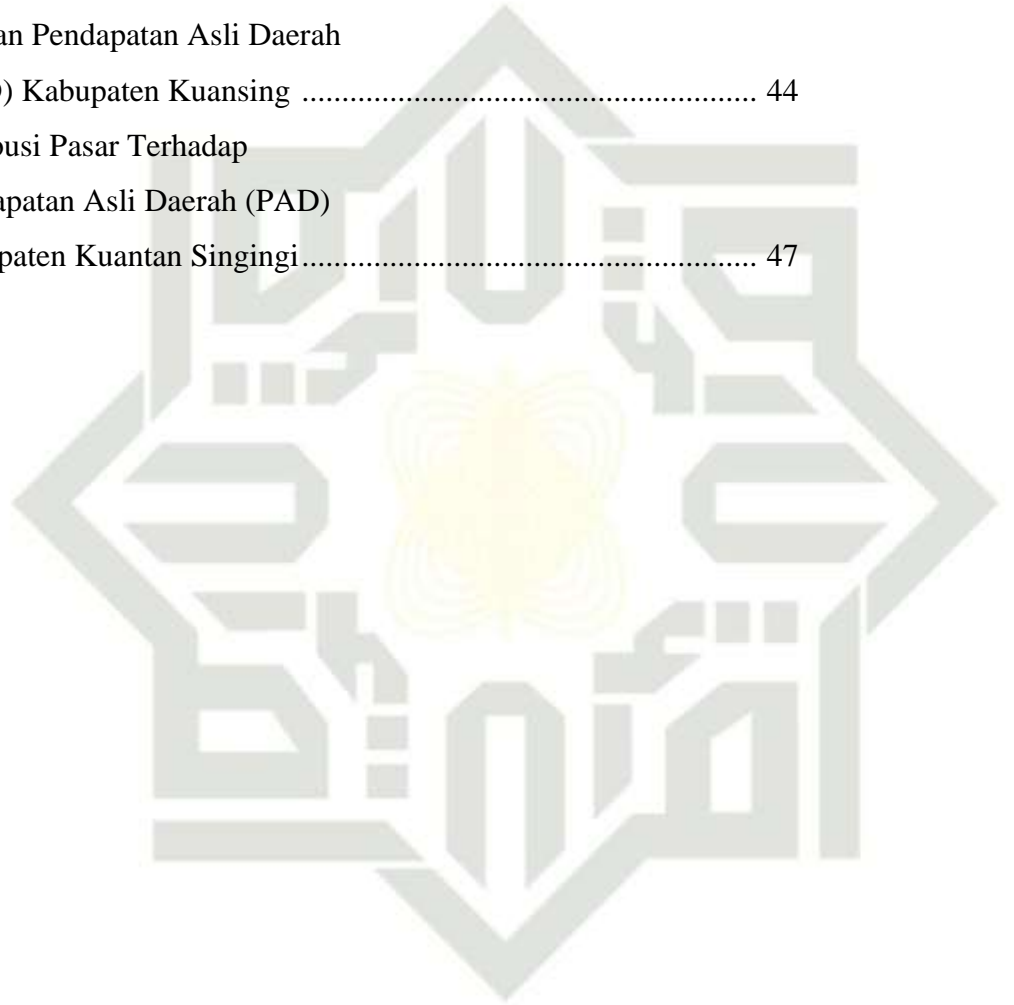 an Pendapatan Asli Daerah
) Kabupaten Kuansing ........................................................ 44
busi Pasar Terhadap
apatan Asli Daerah (PAD)
paten Kuantan Singingi........................................................ 47